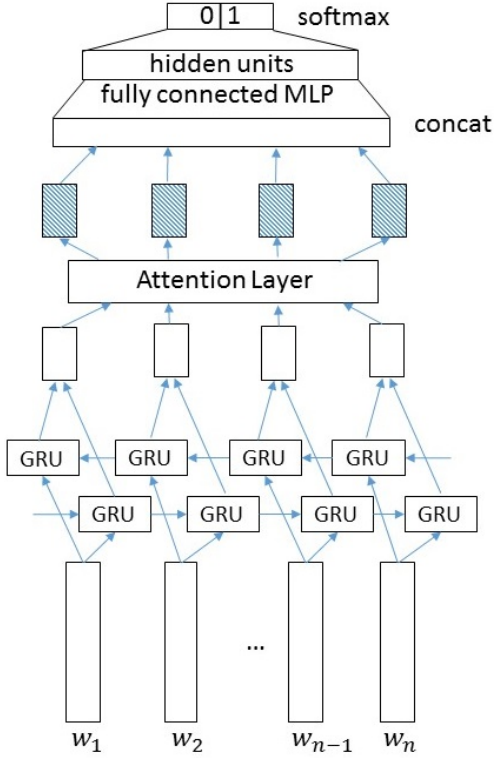 0 1 softmax
hidden units
fully connected MLP
concat
Attention Layer
GRU GRU GRU GRU
GRU GRU GRU GRU
...
w₁ w₂ wₙ₋₁ wₙ